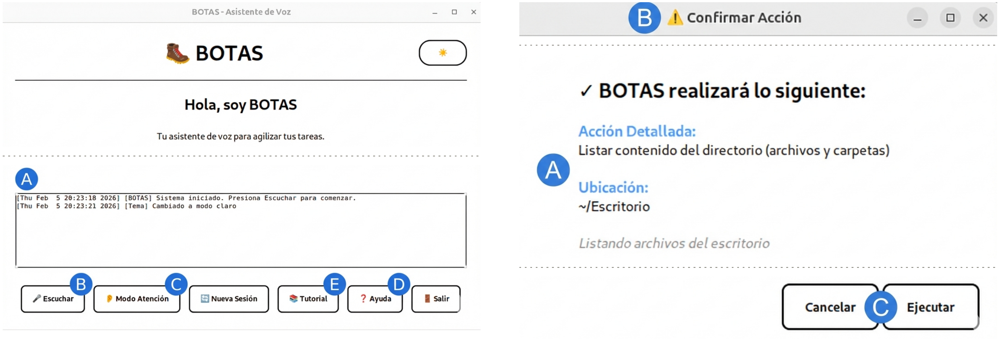 BOTAS - Asistente de Voz
BOTAS
Hola, soy BOTAS
Tu asistente de voz para agilizar tus tareas.
A
[Thu Feb  5 20:23:18 2026] [BOTAS] Sistema iniciado. Presiona Escuchar para comenzar.
[Thu Feb  5 20:23:21 2026] [Tema] Cambiado a modo claro
B C E D
Escuchar Modo Atención Nueva Sesión Tutorial ❓ Ayuda Salir
B ⚠️ Confirmar Acción
✓ BOTAS realizará lo siguiente:
Acción Detallada:
Listar contenido del directorio (archivos y carpetas)
A
Ubicación:
~/Escritorio
Listando archivos del escritorio
Cancelar C Ejecutar